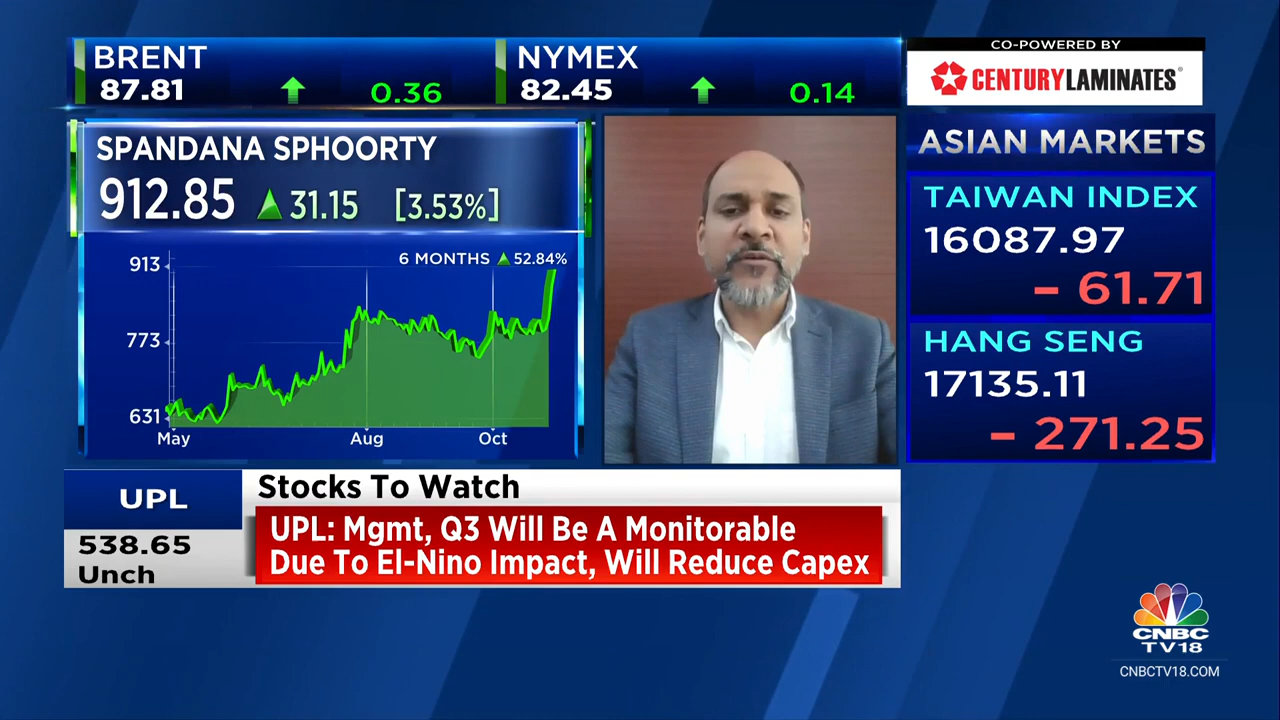 BRENT
87.81 0.36
NYMEX
82.45 0.14
CO-POWERED BY
CENTURYLAMINATES®
SPANDANA SPHOORTY
912.85 31.15 [3.53%]
6 MONTHS 52.84%
913
773
631
May Aug Oct
ASIAN MARKETS
TAIWAN INDEX
16087.97
- 61.71
HANG SENG
17135.11
- 271.25
UPL
538.65
Unch
Stocks To Watch
UPL: Mgmt, Q3 Will Be A Monitorable
Due To El-Nino Impact, Will Reduce Capex
CNBC
TV18
CNBCTV18.COM